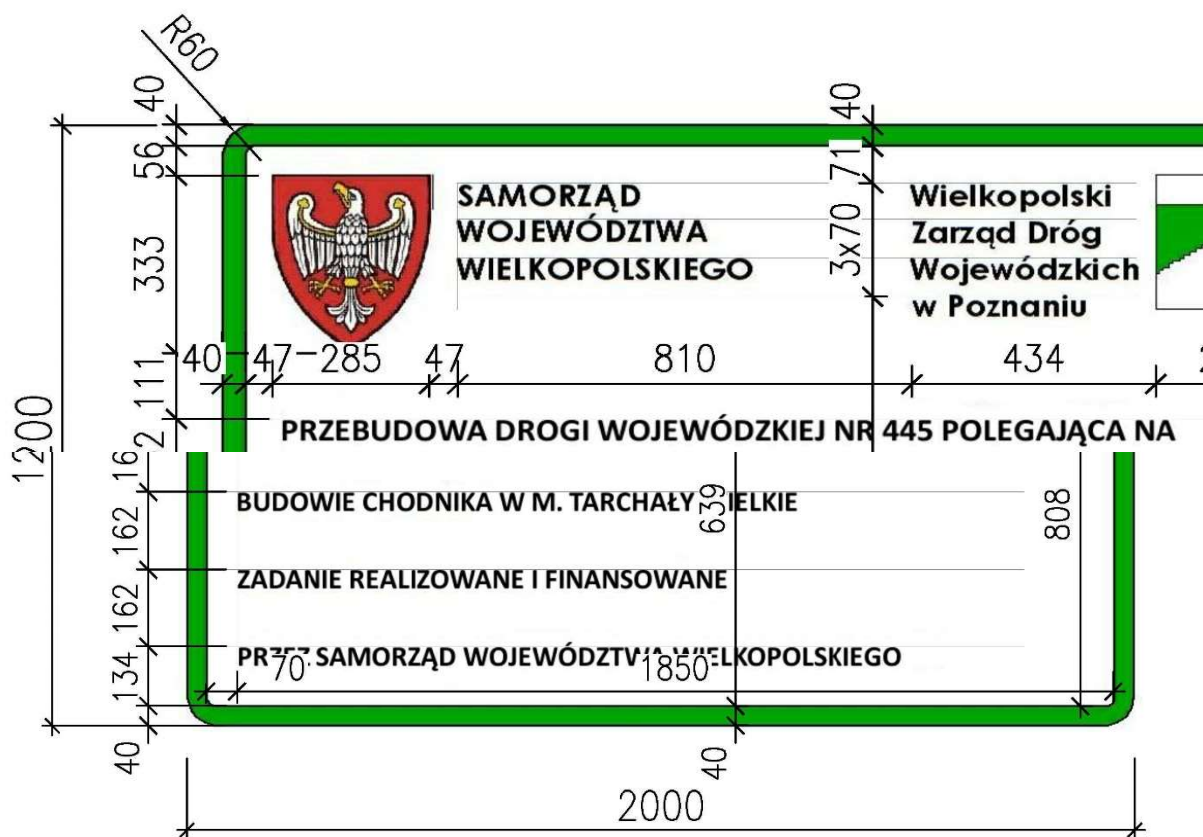 R60
40
40
56
71
SAMORZĄD
WOJEWÓDZTWA
WIELKOPOLSKIEGO
Wielkopolski
Zarząd Dróg
Wojewódzkich
w Poznaniu
333
3x70
40-47-285 47 810 434
111
1200
PRZEBUDOWA DROGI WOJEWÓDZKIEJ NR 445 POLEGAJĄCA NA
162
BUDOWIE CHODNIKA W M. TARCHAŁY IELKIE
639
808
162
ZADANIE REALIZOWANE I FINANSOWANE
162
SAMORZĄD
134
70
1850
40
40
2000